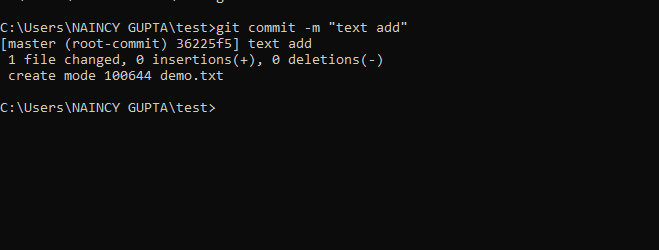 C:\Users\NAINCY GUPTA\test>git commit -m "text add"
[master (root-commit) 36225f5] text add
 1 file changed, 0 insertions(+), 0 deletions(-)
 create mode 100644 demo.txt
C:\Users\NAINCY GUPTA\test>